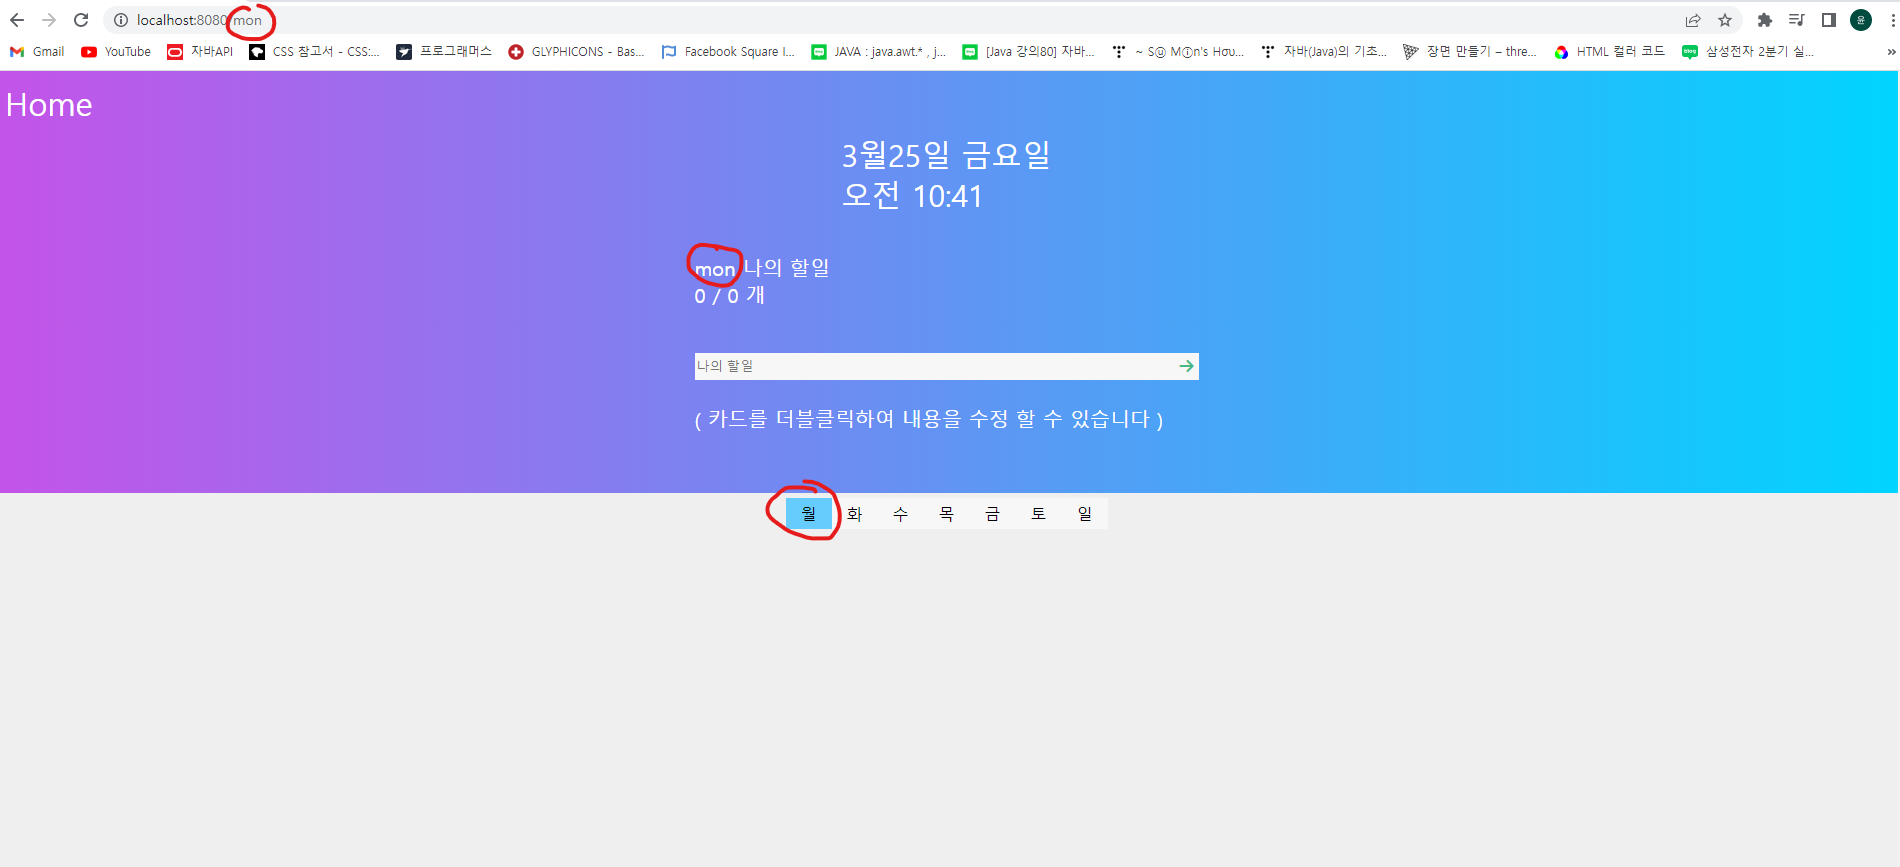 localhost:8080/mon
윤
Gmail
YouTube
자바API
CSS 참고서 - CSS:...
프로그래머스
GLYPHICONS - Bas...
Facebook Square I...
JAVA : java.awt.* , j...
[Java 강의80] 자바...
~ Sⓤ Mⓘn's Hσυ...
자바(Java)의 기초...
장면 만들기 – thre...
HTML 컬러 코드
blog
삼성전자 2분기 실...
»
Home
3월25일 금요일
오전 10:41
mon 나의 할일
0 / 0 개
나의 할일
( 카드를 더블클릭하여 내용을 수정 할 수 있습니다 )
월 화 수 목 금 토 일